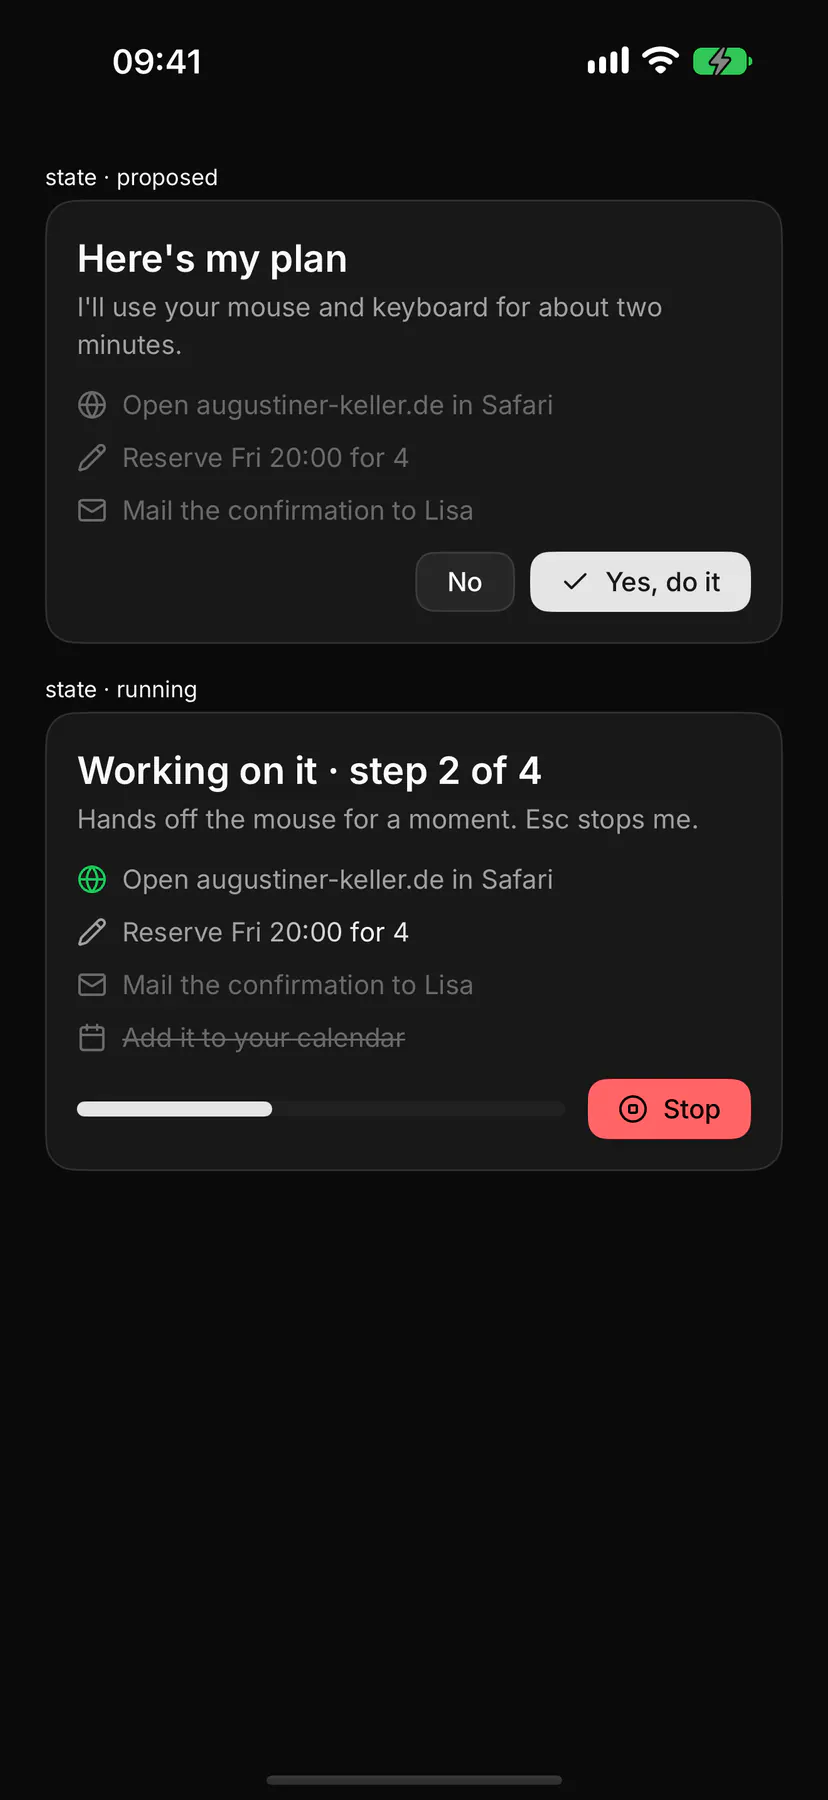 09:41
state · proposed
Here's my plan
I'll use your mouse and keyboard for about two
minutes.
Open augustiner-keller.de in Safari
Reserve Fri 20:00 for 4
Mail the confirmation to Lisa
No
Yes, do it
state · running
Working on it · step 2 of 4
Hands off the mouse for a moment. Esc stops me.
Open augustiner-keller.de in Safari
Reserve Fri 20:00 for 4
Mail the confirmation to Lisa
Add it to your calendar
Stop